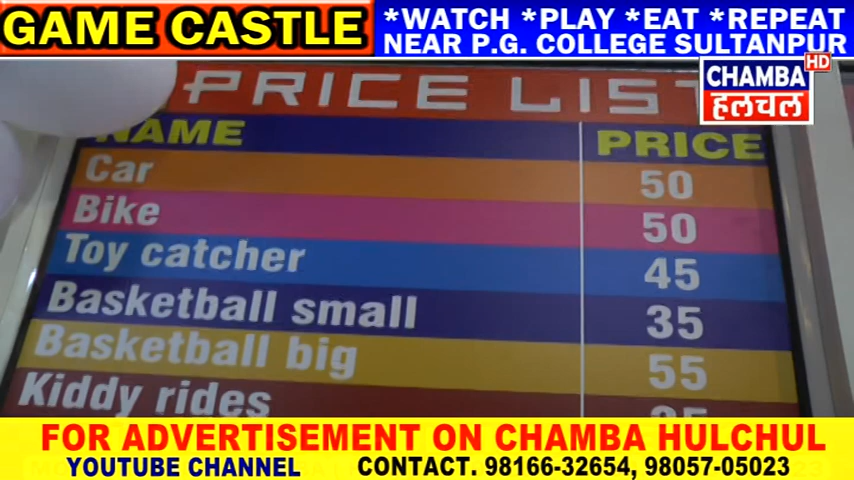 GAME CASTLE
*WATCH *PLAY *EAT *REPEAT
NEAR P.G. COLLEGE SULTANPUR
CHAMBA HD
हलचल
PRICE LIST
NAME PRICE
Car 50
Bike 50
Toy catcher 45
Basketball small 35
Basketball big 55
Kiddy rides
FOR ADVERTISEMENT ON CHAMBA HULCHUL
YOUTUBE CHANNEL CONTACT. 98166-32654, 98057-05023